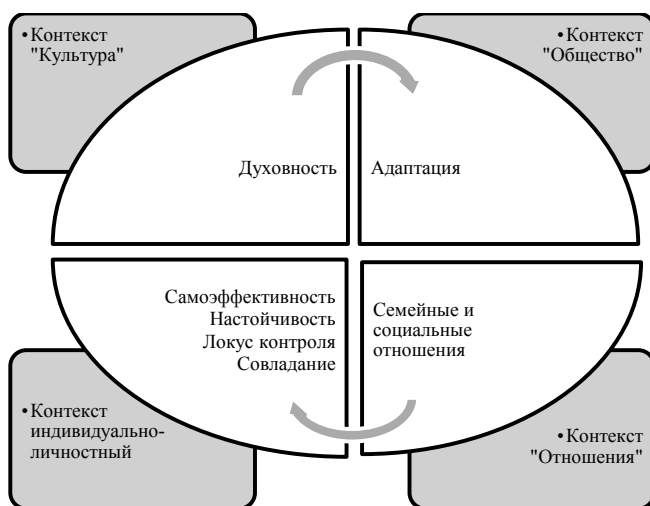 •Контекст
"Культура"
•Контекст
"Общество"
Духовность
Адаптация
Самоэффективность
Настойчивость
Локус контроля
Совладание
Семейные и
социальные
отношения
•Контекст
индивидуально-
личностный
•Контекст
"Отношения"